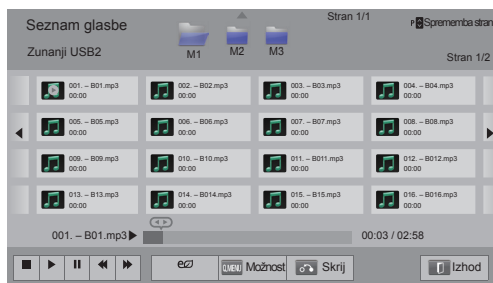 Seznam glasbe
Stran 1/1
P Sprememba stran
Zunanji USB2
M1 M2 M3
Stran 1/2
001. – B01.mp3
00:00
002. – B02.mp3
00:00
003. – B03.mp3
00:00
004. – B04.mp3
00:00
005. – B05.mp3
00:00
006. – B06.mp3
00:00
007. – B07.mp3
00:00
008. – B08.mp3
00:00
009. – B09.mp3
00:00
010. – B10.mp3
00:00
011. – B011.mp3
00:00
012. – B012.mp3
00:00
013. – B13.mp3
00:00
014. – B014.mp3
00:00
015. – B15.mp3
00:00
016. – B016.mp3
00:00
001. – B01.mp3 00:03 / 02:58
Q.MENU Možnost Skrij Izhod